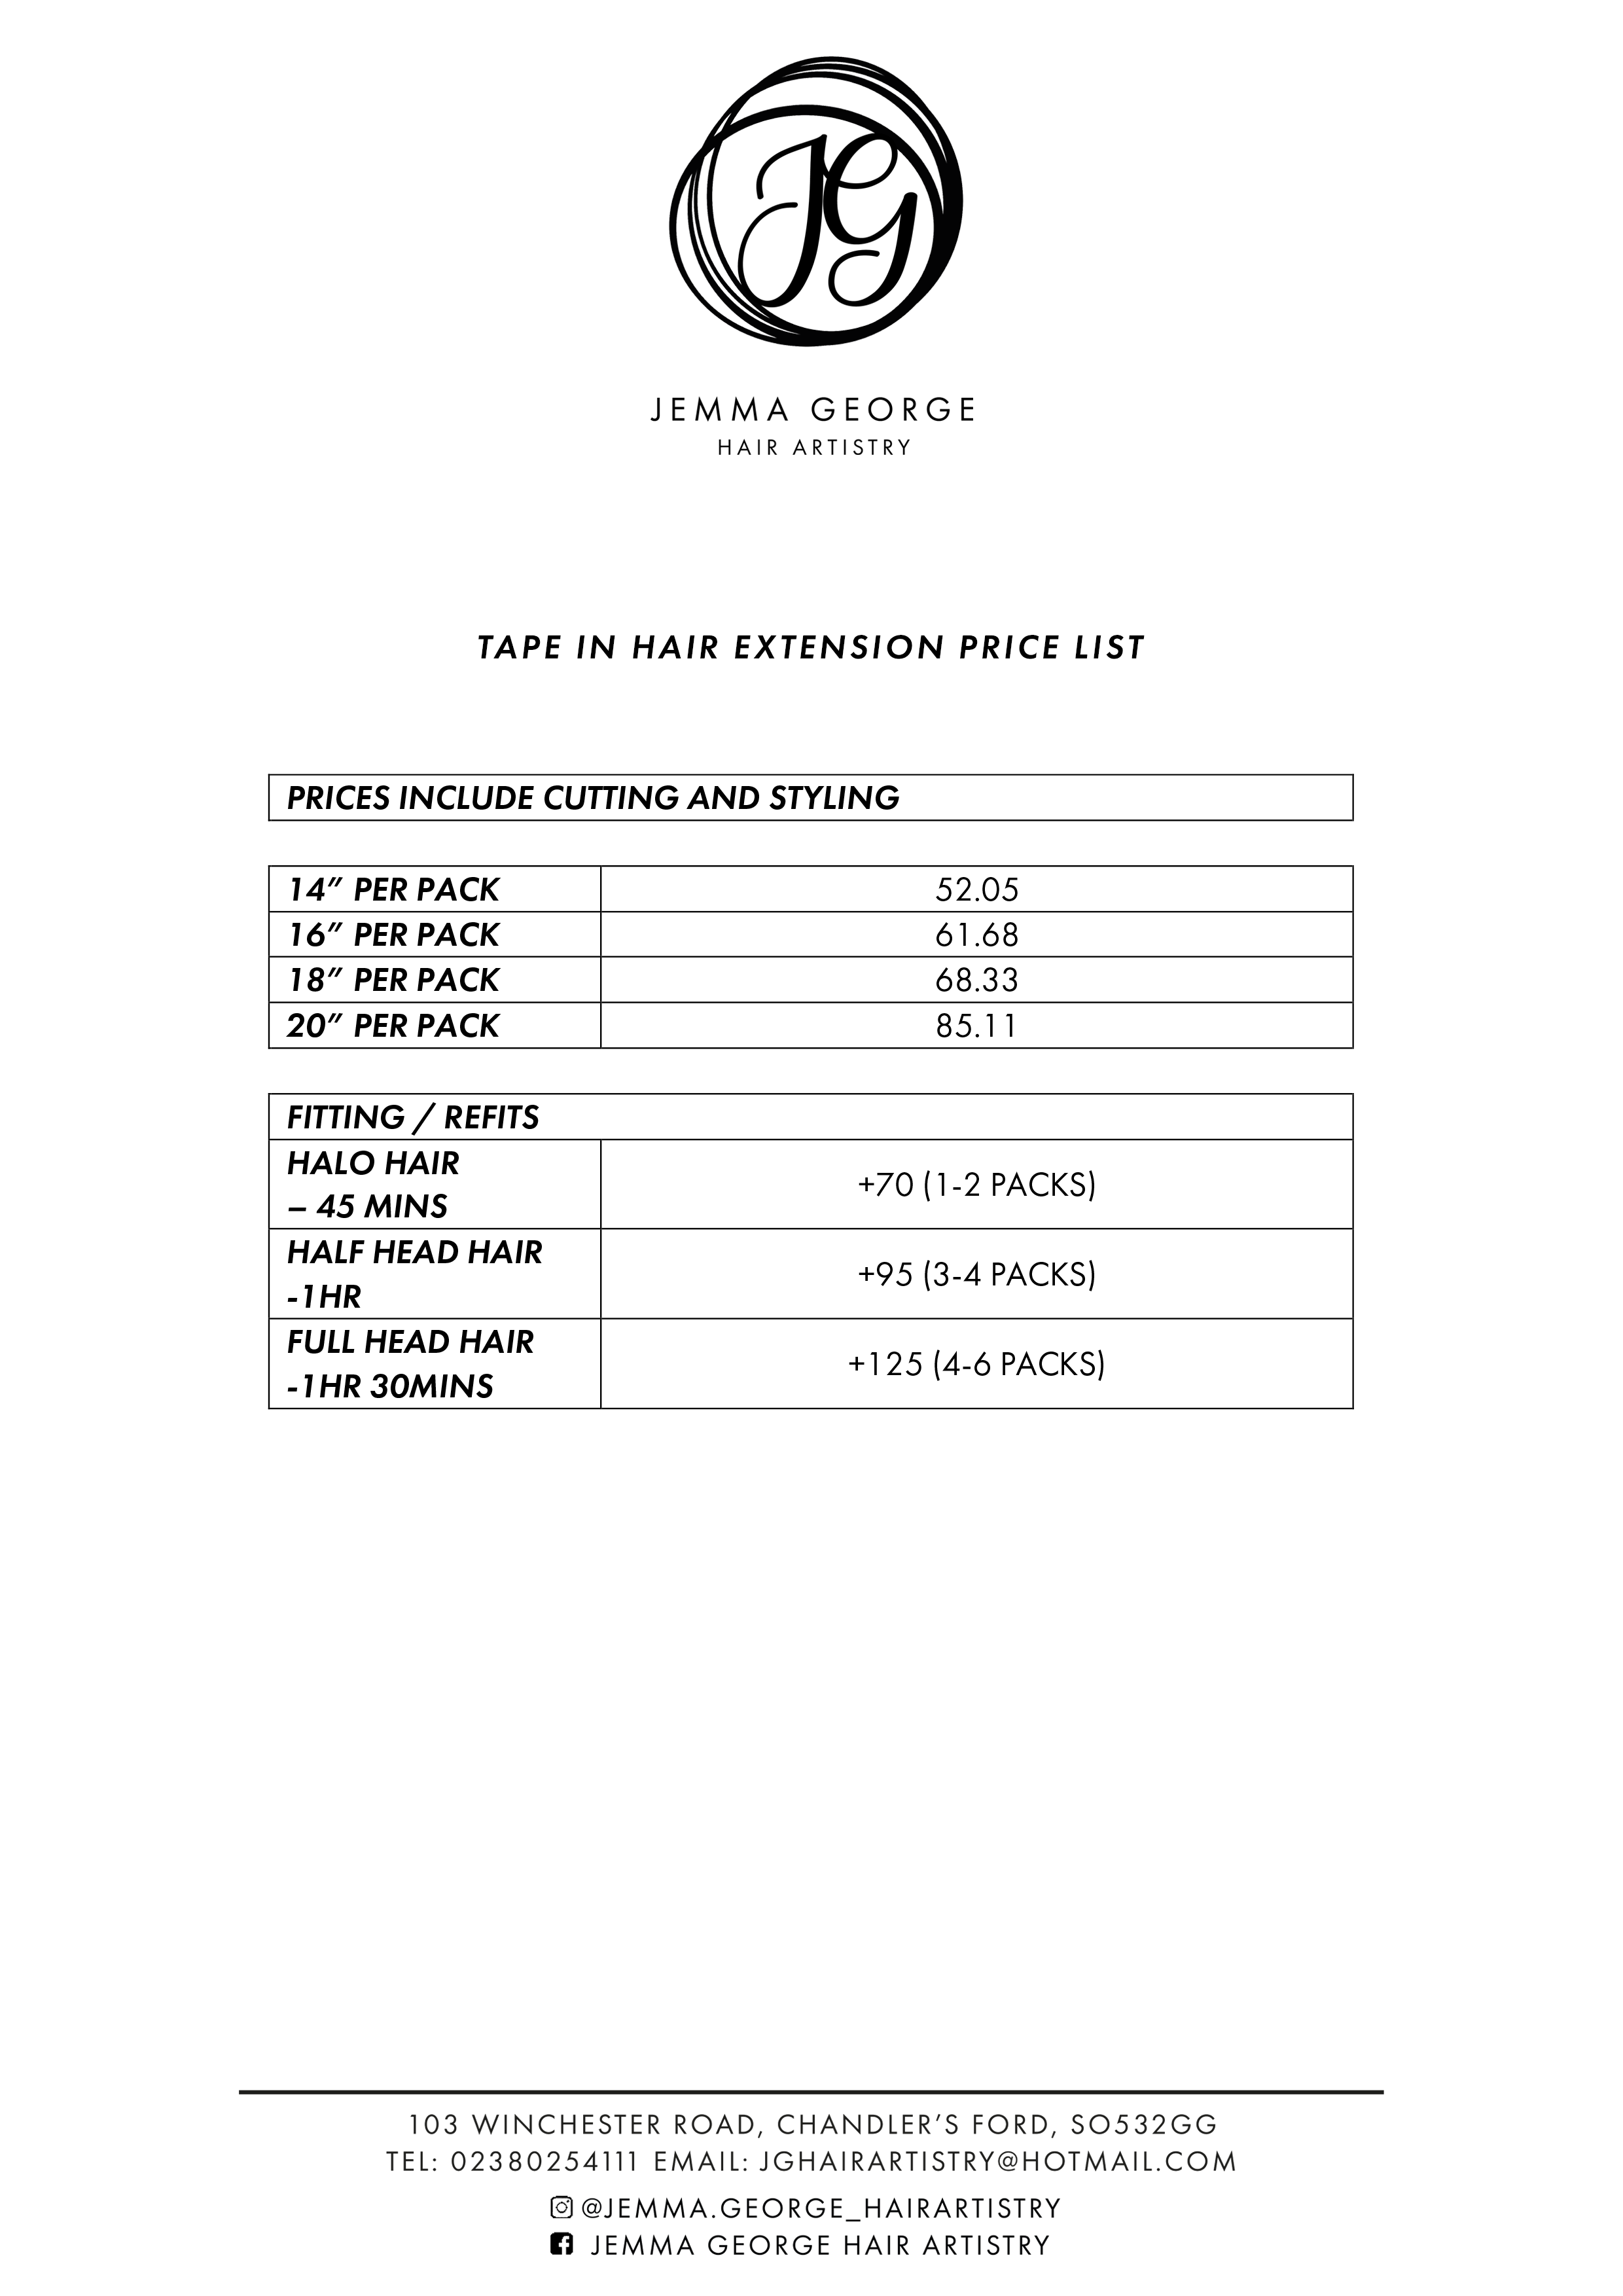 JG
JEMMA GEORGE
HAIR ARTISTRY
TAPE IN HAIR EXTENSION PRICE LIST
PRICES INCLUDE CUTTING AND STYLING
14” PER PACK 52.05
16” PER PACK 61.68
18” PER PACK 68.33
20” PER PACK 85.11
FITTING / REFITS
HALO HAIR
– 45 MINS
+70 (1-2 PACKS)
HALF HEAD HAIR
-1HR
+95 (3-4 PACKS)
FULL HEAD HAIR
-1HR 30MINS
+125 (4-6 PACKS)
103 WINCHESTER ROAD, CHANDLER’S FORD, SO532GG
TEL: 02380254111 EMAIL: JGHAIRARTISTRY@HOTMAIL.COM
@JEMMA.GEORGE_HAIRARTISTRY
JEMMA GEORGE HAIR ARTISTRY